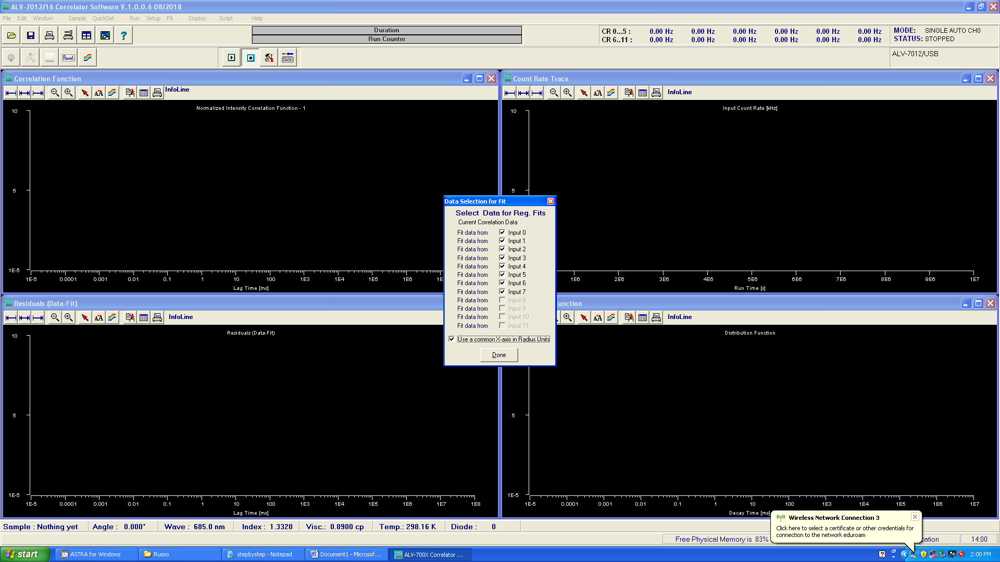 ALV-7012/16 Correlator Software V.1.0.0.6 08/2018
File Edit Window Sample QuickSet Run Setup Fit Display Script Help
Duration
Run Counter
CR 0...5 : 0.00 Hz 0.00 Hz 0.00 Hz 0.00 Hz 0.00 Hz 0.00 Hz
CR 6..11 : 0.00 Hz 0.00 Hz 0.00 Hz 0.00 Hz 0.00 Hz 0.00 Hz
MODE: SINGLE AUTO CH0
STATUS: STOPPED
Panel
ALV-7012/USB
Correlation Function
InfoLine
Normalized Intensity Correlation Function - 1
10
5
1E-5
1E-5 0.0001 0.001 0.01 0.1 1 10 100 1E3 1E4 1E5 1E6 1E
Lag Time [ms]
Count Rate Trace
InfoLine
Input Count Rate [kHz]
10
5
1E6 2E6 3E6 4E6 5E6 6E6 7E6 8E6 9E6 1E7
Run Time [s]
Data Selection for Fit
Select Data for Reg. Fits
Current Correlation Data
Fit data from Input 0
Fit data from Input 1
Fit data from Input 2
Fit data from Input 3
Fit data from Input 4
Fit data from Input 5
Fit data from Input 6
Fit data from Input 7
Fit data from Input 8
Fit data from Input 9
Fit data from Input 10
Fit data from Input 11
Use a common X-axis in Radius Units
Done
Residuals (Data-Fit)
InfoLine
Residuals (Data-Fit)
10
5
1E-5
1E-5 0.0001 0.001 0.01 0.1 1 10 100 1E3 1E4 1E5 1E6 1E7 1E8
Lag Time [ms]
unction
InfoLine
Distribution Function
5
1E-5
1E-5 0.0001 0.001 0.01 0.1 1 10 100 1E3 1E4 1E5 1E6 1E7
Decay Time [ms]
Sample : Nothing yet Angle : 0.000° Wave : 685.0 nm Index : 1.3320 Visc.: 0.8900 cp Temp.: 298.16 K Diode : 0
Free Physical Memory is 83%
cation
14:00
Wireless Network Connection 3
Click here to select a certificate or other credentials for
connection to the network eduroam
start
ASTRA for Windows
Russo
stepbystep - Notepad
Document1 - Microsof...
ALV-700X Correlator ...
2:00 PM